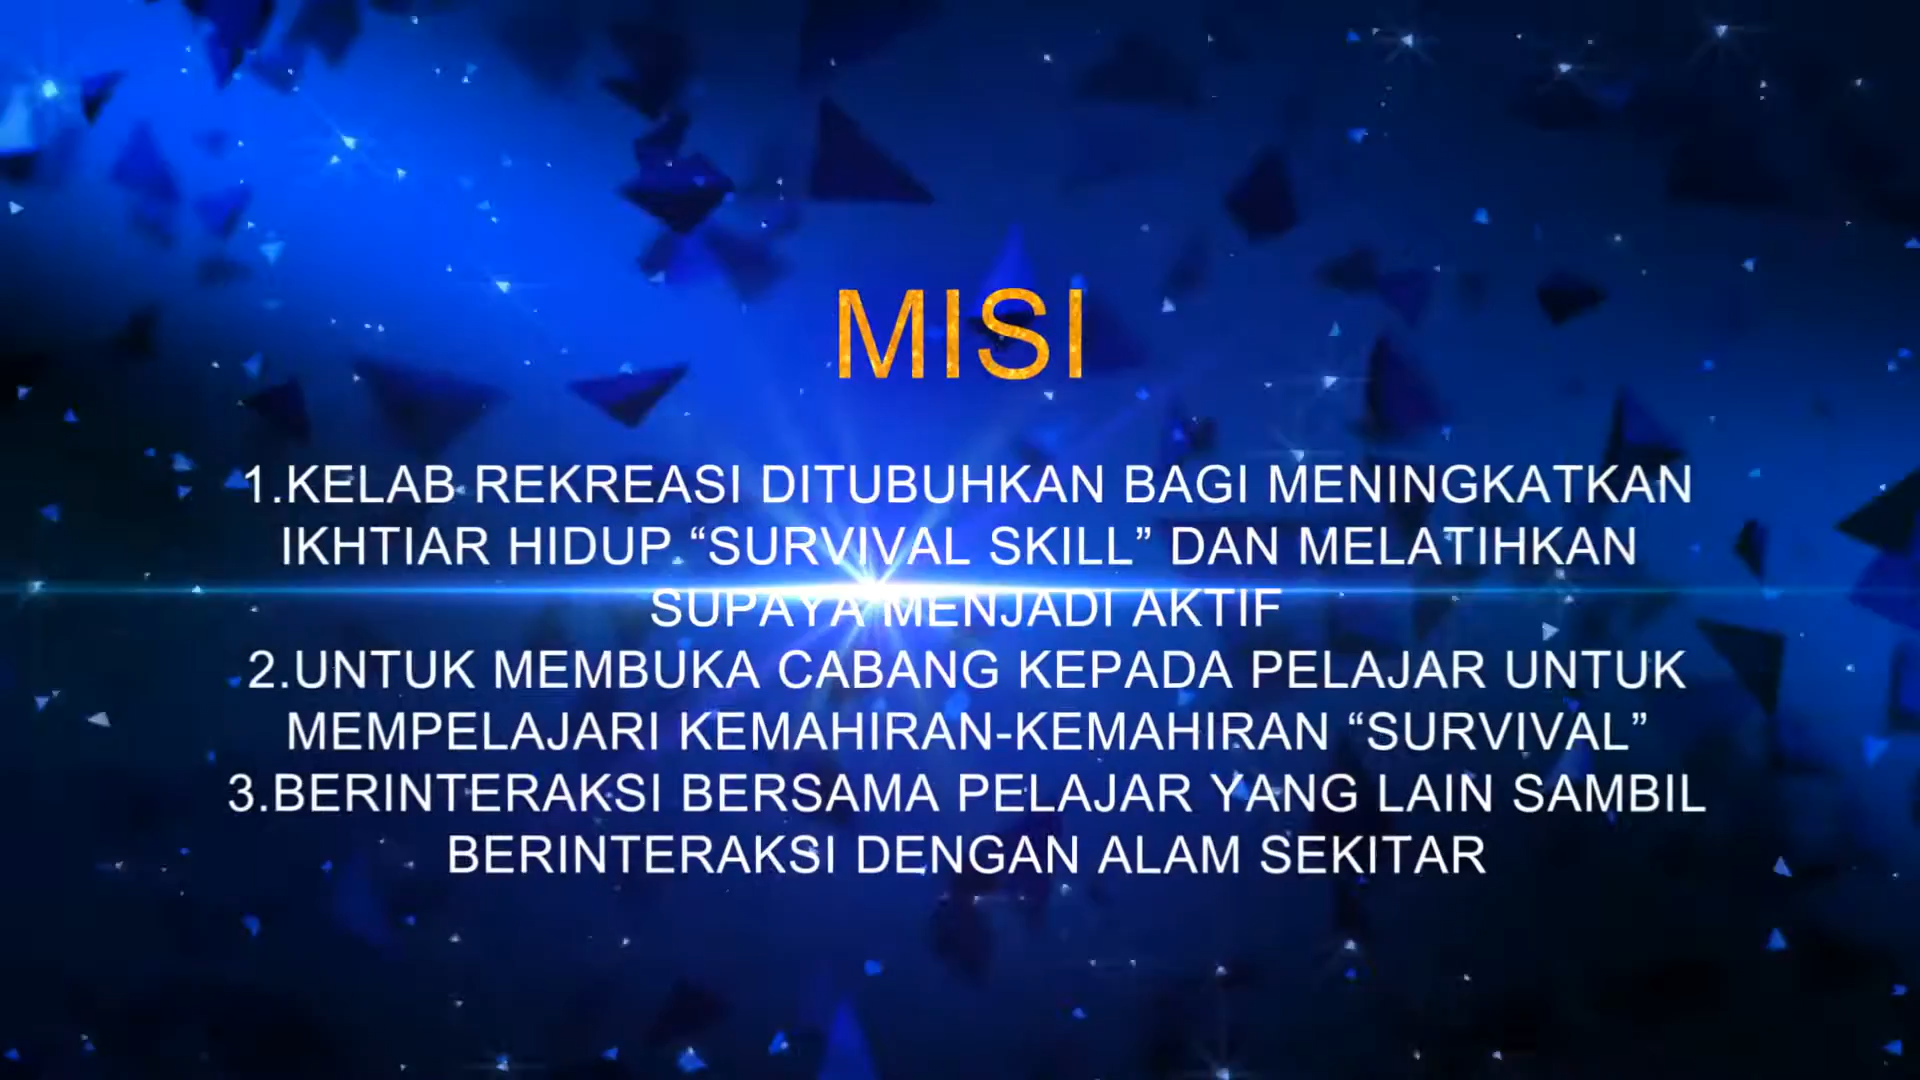 MISI
1.KELAB REKREASI DITUBUHKAN BAGI MENINGKATKAN
IKHTIAR HIDUP “SURVIVAL SKILL” DAN MELATIHKAN
SUPAYA MENJADI AKTIF
2.UNTUK MEMBUKA CABANG KEPADA PELAJAR UNTUK
MEMPELAJARI KEMAHIRAN-KEMAHIRAN “SURVIVAL”
3.BERINTERAKSI BERSAMA PELAJAR YANG LAIN SAMBIL
BERINTERAKSI DENGAN ALAM SEKITAR